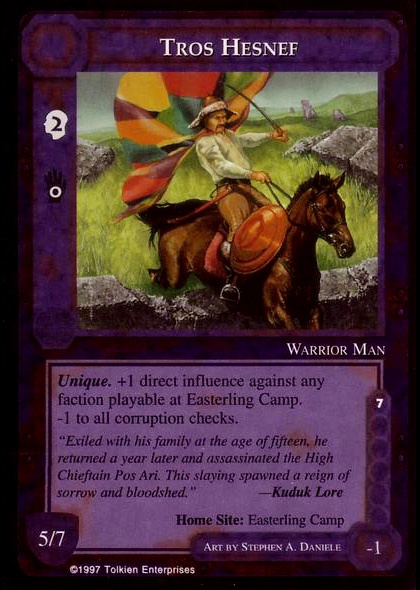 TROS HESNEF
2
WARRIOR MAN
Unique. +1 direct influence against any
faction playable at Easterling Camp.
-1 to all corruption checks.
7
“Exiled with his family at the age of fifteen, he
returned a year later and assassinated the High
Chieftain Pos Ari. This slaying spawned a reign of
sorrow and bloodshed.” —Kuduk Lore
Home Site: Easterling Camp
5/7
ART BY STEPHEN A. DANIELE
-1
©1997 Tolkien Enterprises